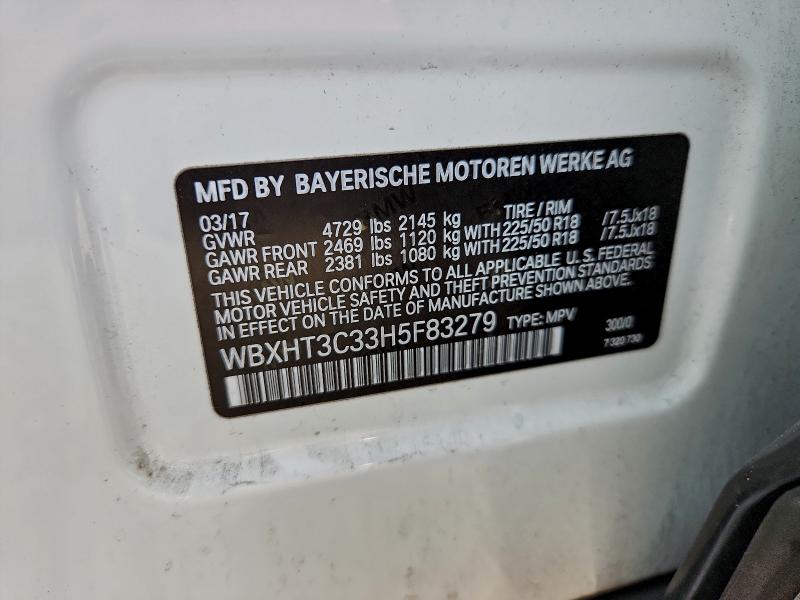 MFD BY BAYERISCHE MOTOREN WERKE AG
03/17 TIRE / RIM
GVWR 4729 lbs 2145 kg
GAWR FRONT 2469 lbs 1120 kg WITH 225/50 R18 /7.5Jx18
GAWR REAR 2381 lbs 1080 kg WITH 225/50 R18 /7.5Jx18
THIS VEHICLE CONFORMS TO ALL APPLICABLE U. S. FEDERAL
MOTOR VEHICLE SAFETY AND THEFT PREVENTION STANDARDS
IN EFFECT ON THE DATE OF MANUFACTURE SHOWN ABOVE.
WBXHT3C33H5F83279 TYPE: MPV 300/0
7 320 730